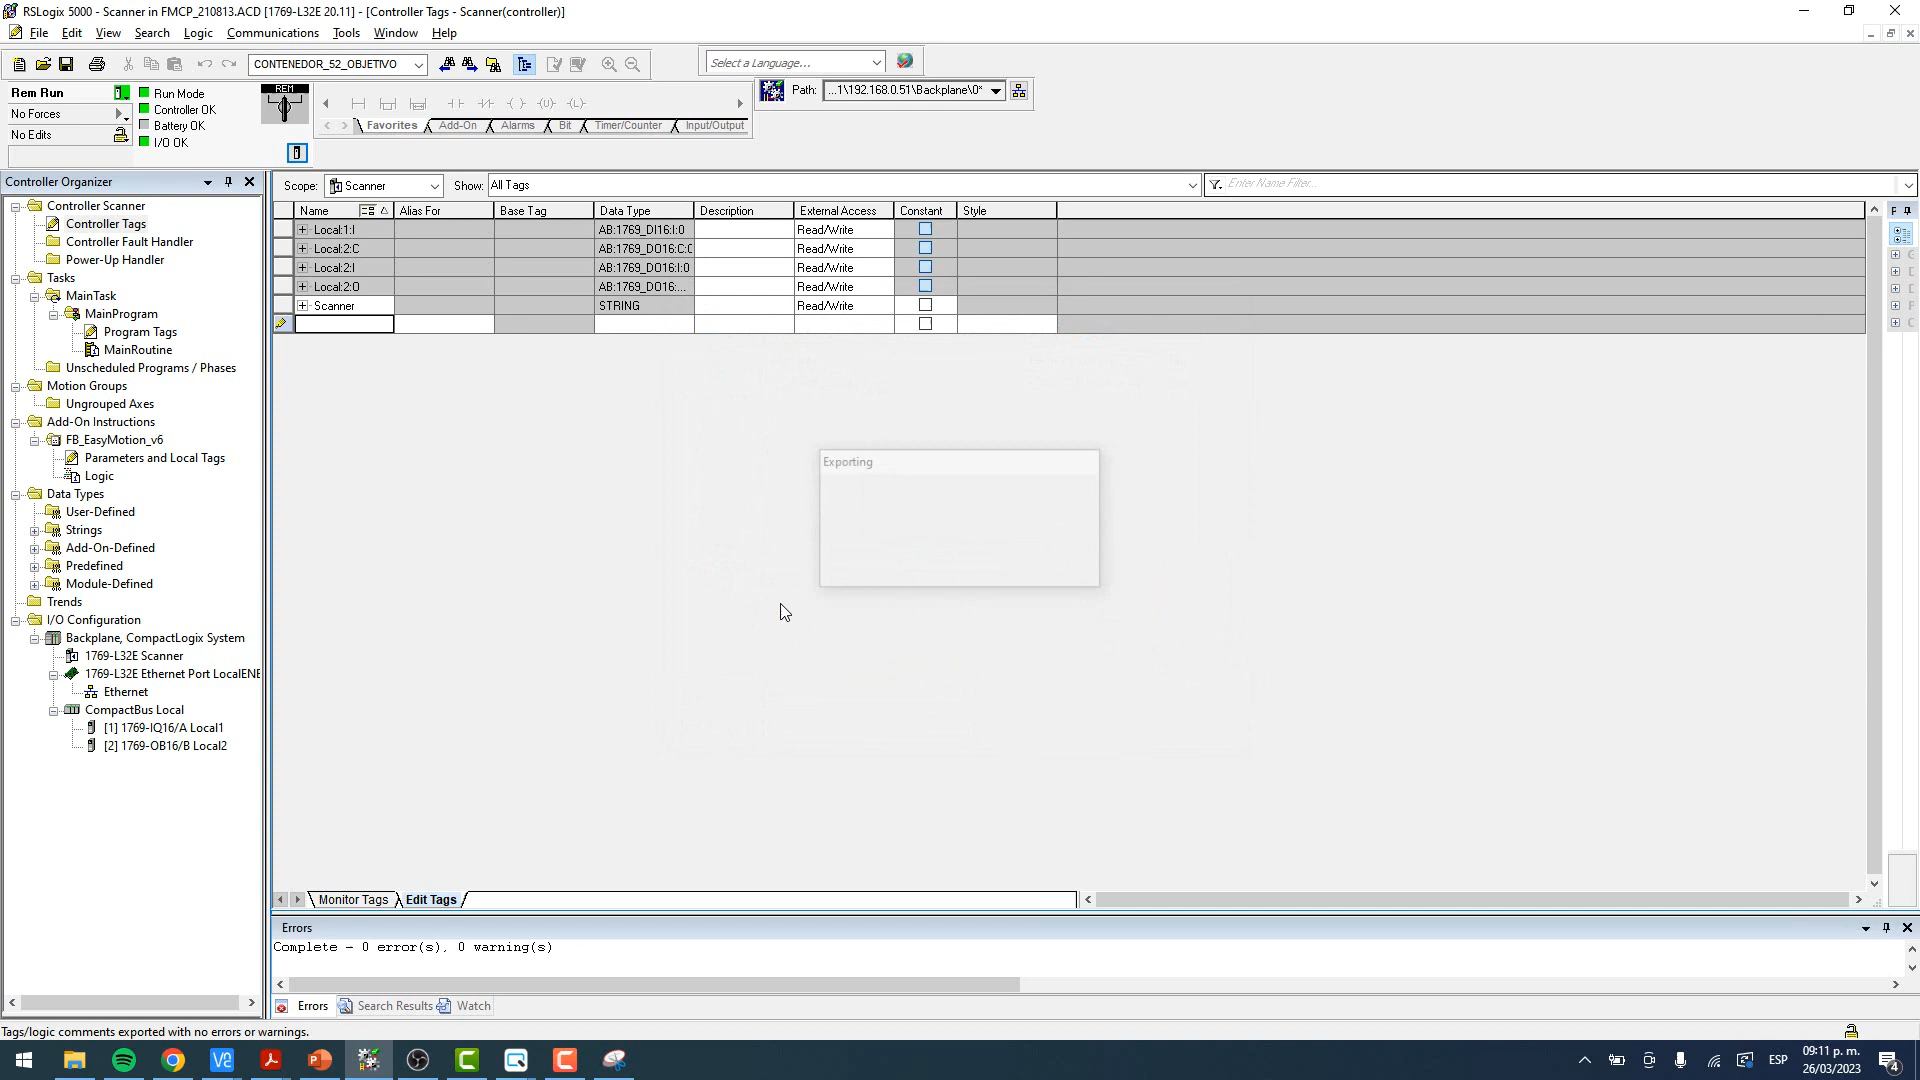 RSLogix 5000 - Scanner in FMCP_210813.ACD [1769-L32E 20.11] - [Controller Tags - Scanner(controller)]
File Edit View Search Logic Communications Tools Window Help
CONTENEDOR_52_OBJETIVO
Select a Language...
Rem Run
No Forces
No Edits
Run Mode
Controller OK
Battery OK
I/O OK
REM
Path: ...1\192.168.0.51\Backplane\0*
Favorites Add-On Alarms Bit Timer/Counter Input/Output
Controller Organizer
Controller Scanner
Controller Tags
Controller Fault Handler
Power-Up Handler
Tasks
MainTask
MainProgram
Program Tags
MainRoutine
Unscheduled Programs / Phases
Motion Groups
Ungrouped Axes
Add-On Instructions
FB_EasyMotion_v6
Parameters and Local Tags
Logic
Data Types
User-Defined
Strings
Add-On-Defined
Predefined
Module-Defined
Trends
I/O Configuration
Backplane, CompactLogix System
1769-L32E Scanner
1769-L32E Ethernet Port LocalENE
Ethernet
CompactBus Local
[1] 1769-IQ16/A Local1
[2] 1769-OB16/B Local2
Scope: Scanner Show: All Tags Enter Name Filter...
Name Alias For Base Tag Data Type Description External Access Constant Style
Local:1:I AB:1769_DI16:I:0 Read/Write
Local:2:C AB:1769_DO16:C:C Read/Write
Local:2:I AB:1769_DO16:I:0 Read/Write
Local:2:O AB:1769_DO16:... Read/Write
Scanner STRING Read/Write
Exporting
Monitor Tags Edit Tags
Errors
Complete - 0 error(s), 0 warning(s)
Errors Search Results Watch
Tags/logic comments exported with no errors or warnings.
ESP
09:11 p. m.
26/03/2023
4